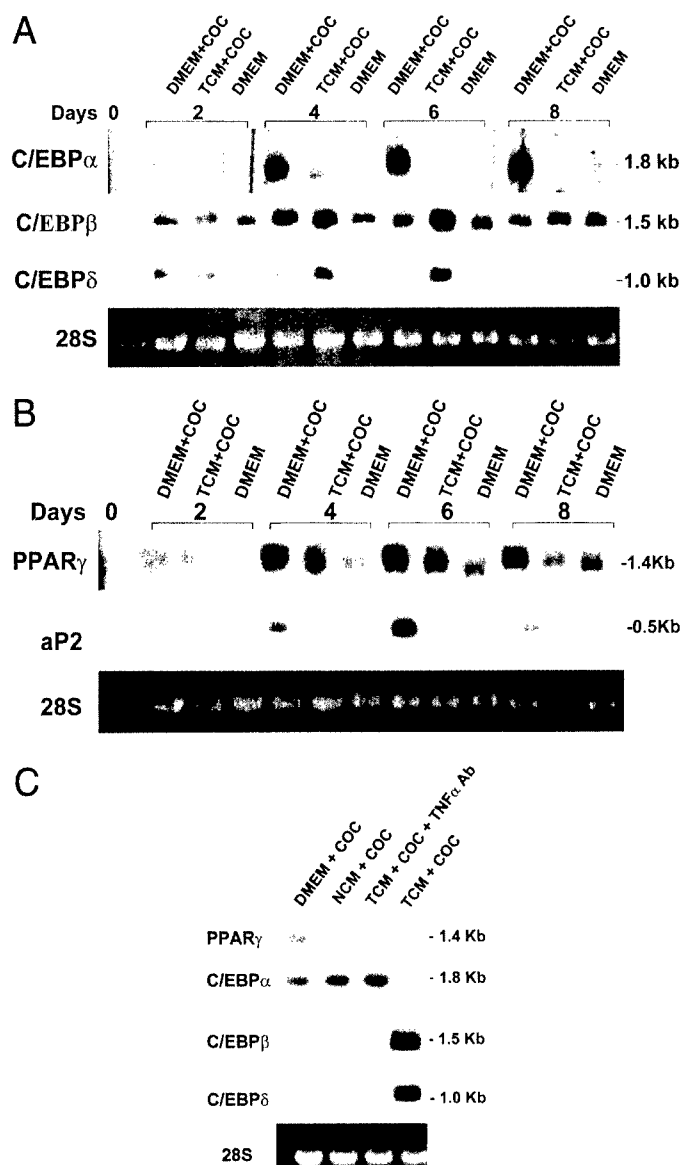 A
DMEM+COC TCM+COC DMEM DMEM+COC TCM+COC DMEM DMEM+COC TCM+COC DMEM DMEM+COC TCM+COC DMEM
Days 0 2 4 6 8
C/EBPα - 1.8 kb
C/EBPβ - 1.5 kb
C/EBPδ -1.0 kb
28S
B
DMEM+COC TCM+COC DMEM DMEM+COC TCM+COC DMEM DMEM+COC TCM+COC DMEM DMEM+COC TCM+COC DMEM
Days 0 2 4 6 8
PPARγ -1.4Kb
aP2 -0.5Kb
28S
C
DMEM + COC NCM + COC TCM + COC + TNFα Ab TCM + COC
PPARγ - 1.4 Kb
C/EBPα - 1.8 Kb
C/EBPβ - 1.5 Kb
C/EBPδ - 1.0 Kb
28S